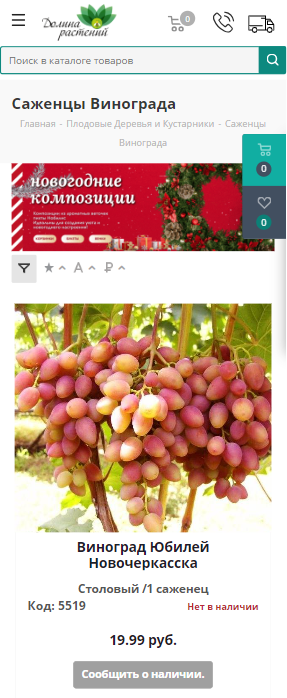 Долина
растений
0
Поиск в каталоге товаров
Саженцы Винограда
Главная - Плодовые Деревья и Кустарники - Саженцы
Винограда
0
0
новогодние
композиции
А
₽
Виноград Юбилей
Новочеркасска
Столовый /1 саженец
Код: 5519
Нет в наличии
19.99 руб.
Сообщить о наличии.